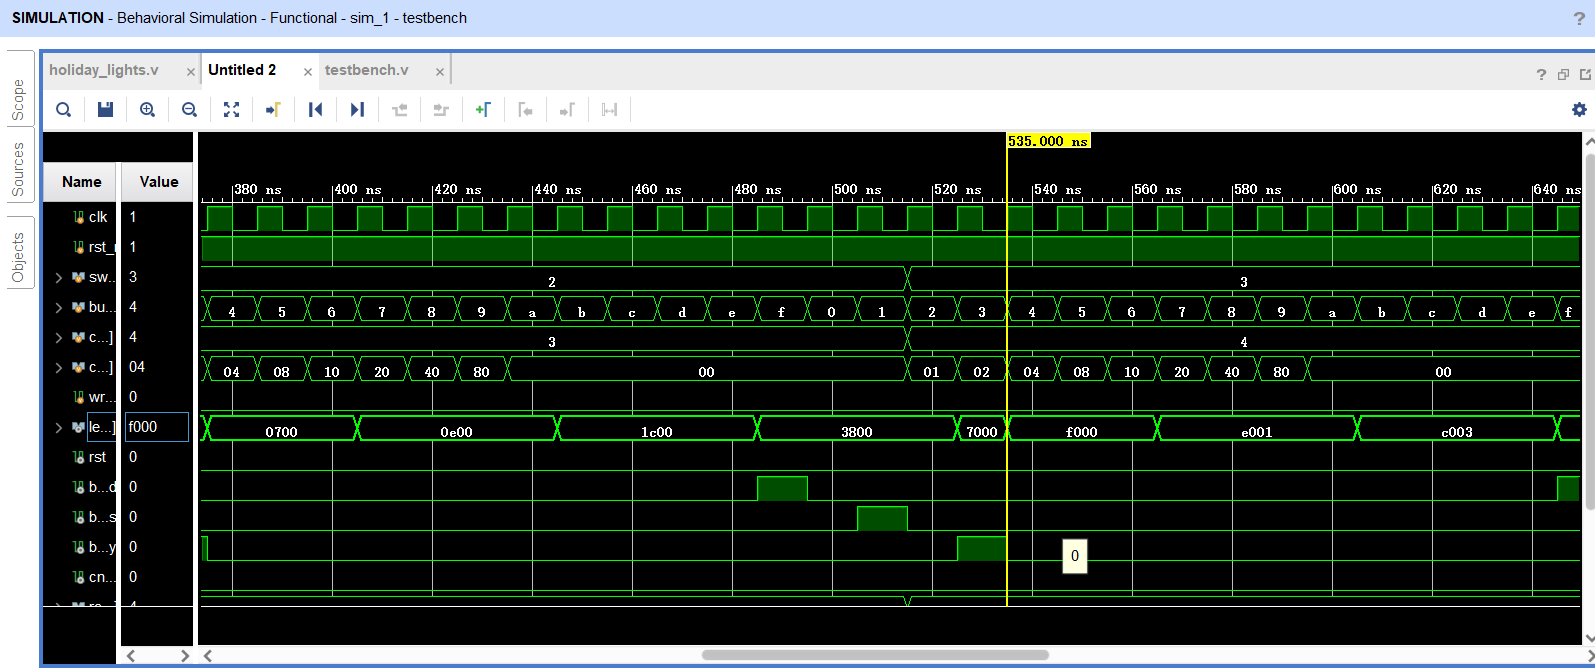 SIMULATION - Behavioral Simulation - Functional - sim_1 - testbench ?
Scope
Sources
Objects
holiday_lights.v × Untitled 2 × testbench.v ×
?
535.000 ns
Name Value
380 ns 400 ns 420 ns 440 ns 460 ns 480 ns 500 ns 520 ns 540 ns 560 ns 580 ns 600 ns 620 ns 640 ns
clk 1
rst_ 1
sw... 3 2 3
bu... 4 4 5 6 7 8 9 a b c d e f 0 1 2 3 4 5 6 7 8 9 a b c d e f
c...] 4 3 4
c...] 04 04 08 10 20 40 80 00 01 02 04 08 10 20 40 80 00
wr... 0
le...] f000 0700 0e00 1c00 3800 7000 f000 e001 c003
rst 0
b...d 0
b...s 0
b...y 0 0
cn... 0